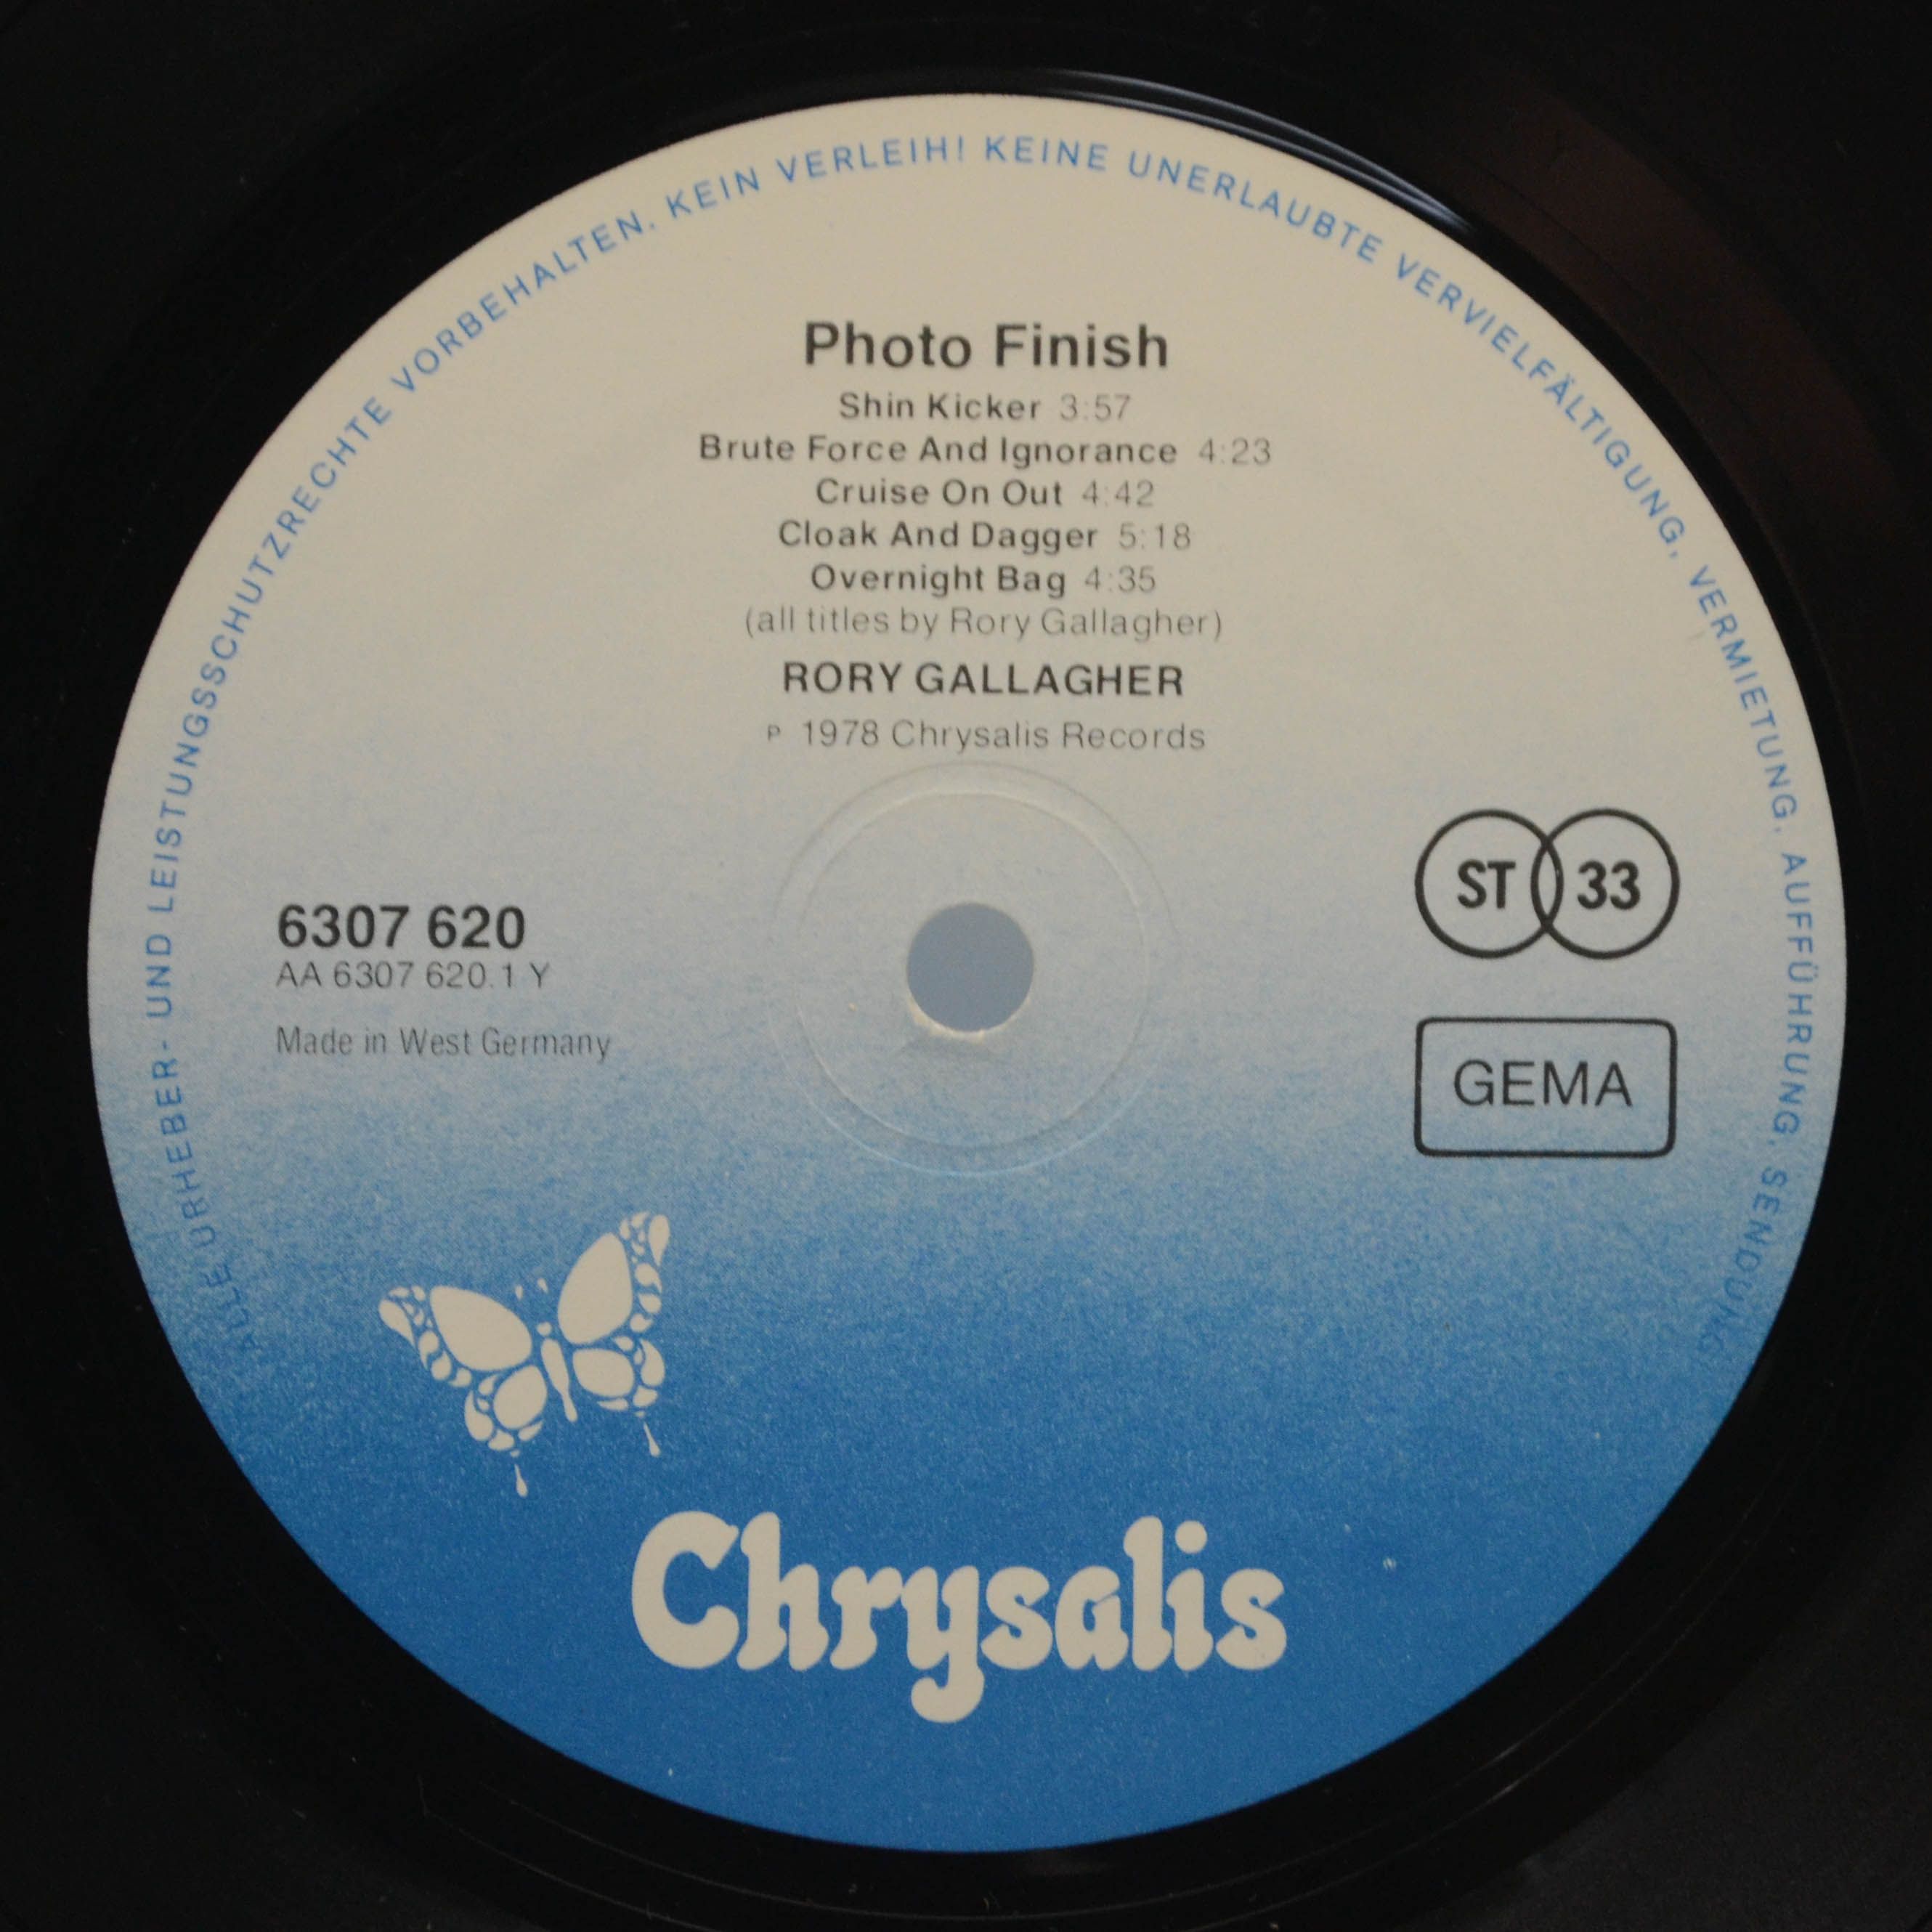 ALLE URHEBER- UND LEISTUNGSSCHUTZRECHTE VORBEHALTEN. KEIN VERLEIH! KEINE UNERLAUBTE VERVIELFÄLTIGUNG, VERMIETUNG, AUFFÜHRUNG, SENDUNG!
Photo Finish
Shin Kicker 3:57
Brute Force And Ignorance 4:23
Cruise On Out 4:42
Cloak And Dagger 5:18
Overnight Bag 4:35
(all titles by Rory Gallagher)
RORY GALLAGHER
P 1978 Chrysalis Records
ST 33
6307 620
AA 6307 620.1 Y
Made in West Germany
GEMA
Chrysalis